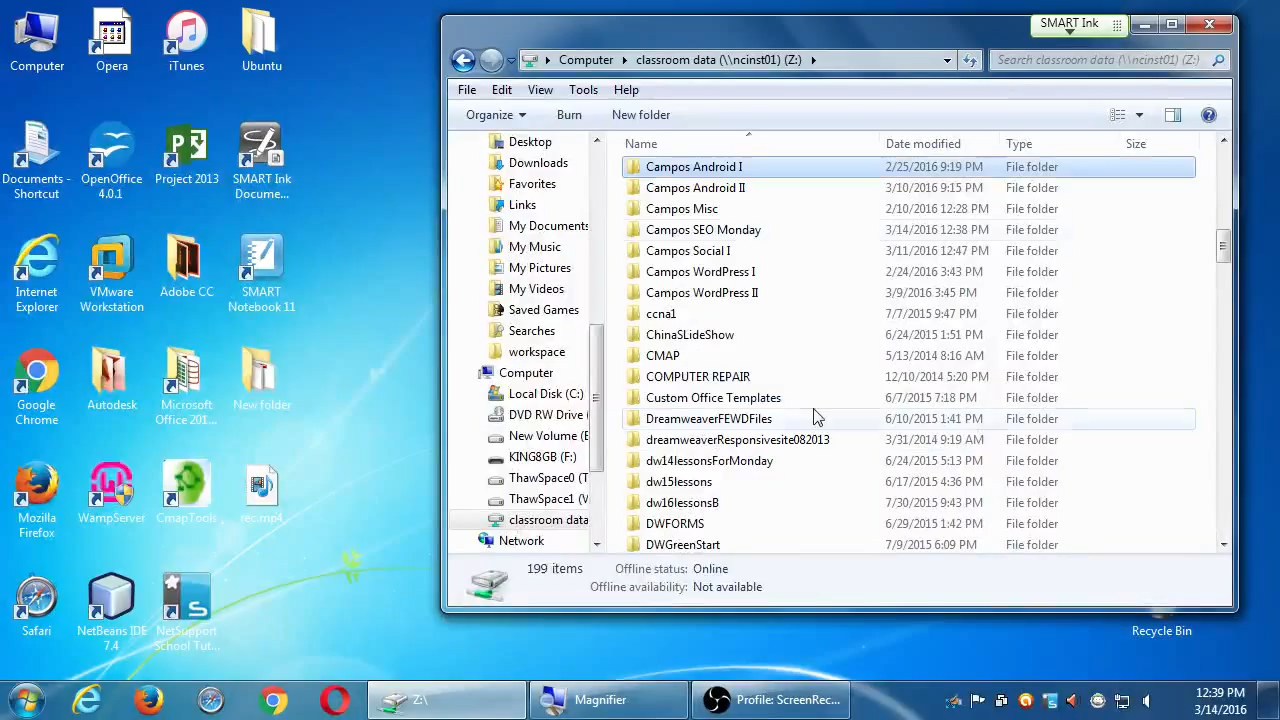 Computer
Opera
iTunes
Ubuntu
Documents -
Shortcut
OpenOffice
4.0.1
Project 2013
SMART Ink
Docume...
Internet
Explorer
VMware
Workstation
Adobe CC
SMART
Notebook 11
Google
Chrome
Autodesk
Microsoft
Office 201...
New folder
Mozilla
Firefox
WampServer
CmapTools
rec.mp4
Safari
NetBeans IDE
7.4
NetSupport
School Tut...
SMART Ink
Computer classroom data (\\ncinst01) (Z:)
Search classroom data (\\ncinst01) (Z:)
File Edit View Tools Help
Organize Burn New folder
Desktop
Downloads
Favorites
Links
My Documents
My Music
My Pictures
My Videos
Saved Games
Searches
workspace
Computer
Local Disk (C:)
DVD RW Drive (
New Volume (E
KING8GB (F:)
ThawSpace0 (T
ThawSpace1 (V
classroom data
Network
Name Date modified Type Size
Campos Android I 2/25/2016 9:19 PM File folder
Campos Android II 3/10/2016 9:15 PM File folder
Campos Misc 2/10/2016 12:28 PM File folder
Campos SEO Monday 3/14/2016 12:38 PM File folder
Campos Social I 3/11/2016 12:47 PM File folder
Campos WordPress I 2/24/2016 3:43 PM File folder
Campos WordPress II 3/9/2016 3:45 PM File folder
ccna1 7/7/2015 9:47 PM File folder
ChinaSLideShow 6/24/2015 1:51 PM File folder
CMAP 5/13/2014 8:16 AM File folder
COMPUTER REPAIR 12/10/2014 5:20 PM File folder
Custom Office Templates 6/7/2015 7:18 PM File folder
DreamweaverFEWDFiles 6/10/2015 1:41 PM File folder
dreamweaverResponsivesite082013 3/31/2014 9:19 AM File folder
dw14lessonsForMonday 6/24/2015 5:13 PM File folder
dw15lessons 6/17/2015 4:36 PM File folder
dw16lessonsB 7/30/2015 9:43 PM File folder
DWFORMS 6/29/2015 1:42 PM File folder
DWGreenStart 7/9/2015 6:09 PM File folder
199 items Offline status: Online
Offline availability: Not available
Recycle Bin
Z:\
Magnifier
Profile: ScreenRec...
12:39 PM
3/14/2016